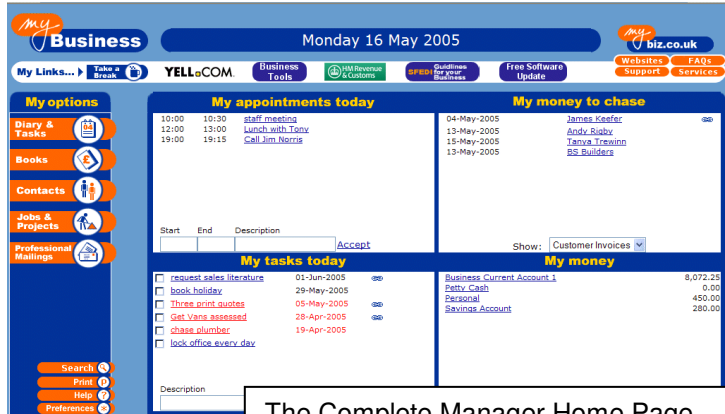 my Business
Monday 16 May 2005
my biz.co.uk
Websites FAQs
Support Services
My Links... Take a Break
YELL.COM.
Business Tools
HM Revenue & Customs
SFEDI Guidlines for your Business
Free Software Update
My options
Diary & Tasks
Books
Contacts
Jobs & Projects
Professional Mailings
Search
Print
Help
Preferences
My appointments today
10:00 10:30 staff meeting
12:00 13:00 Lunch with Tony
19:00 19:15 Call Jim Norris
Start End Description
Accept
My money to chase
04-May-2005 James Keefer
13-May-2005 Andy Rigby
15-May-2005 Tanya Trewinn
13-May-2005 BS Builders
Show: Customer Invoices
My tasks today
request sales literature 01-Jun-2005
book holiday 29-May-2005
Three print quotes 05-May-2005
Get Vans assessed 28-Apr-2005
chase plumber 19-Apr-2005
lock office every day
Description
My money
Business Current Account 1 8,072.25
Petty Cash 0.00
Personal 450.00
Savings Account 280.00
The Complete Manager Home Page